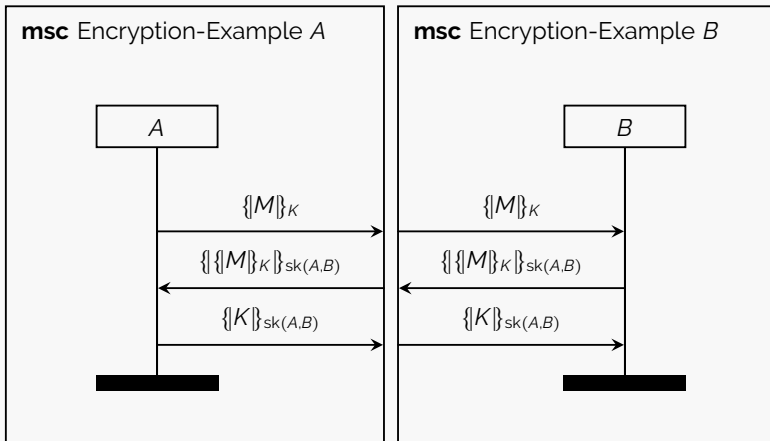 msc Encryption-Example A
A
{|M|}K
{|{|M|}K|}sk(A,B)
{|K|}sk(A,B)
msc Encryption-Example B
B
{|M|}K
{|{|M|}K|}sk(A,B)
{|K|}sk(A,B)